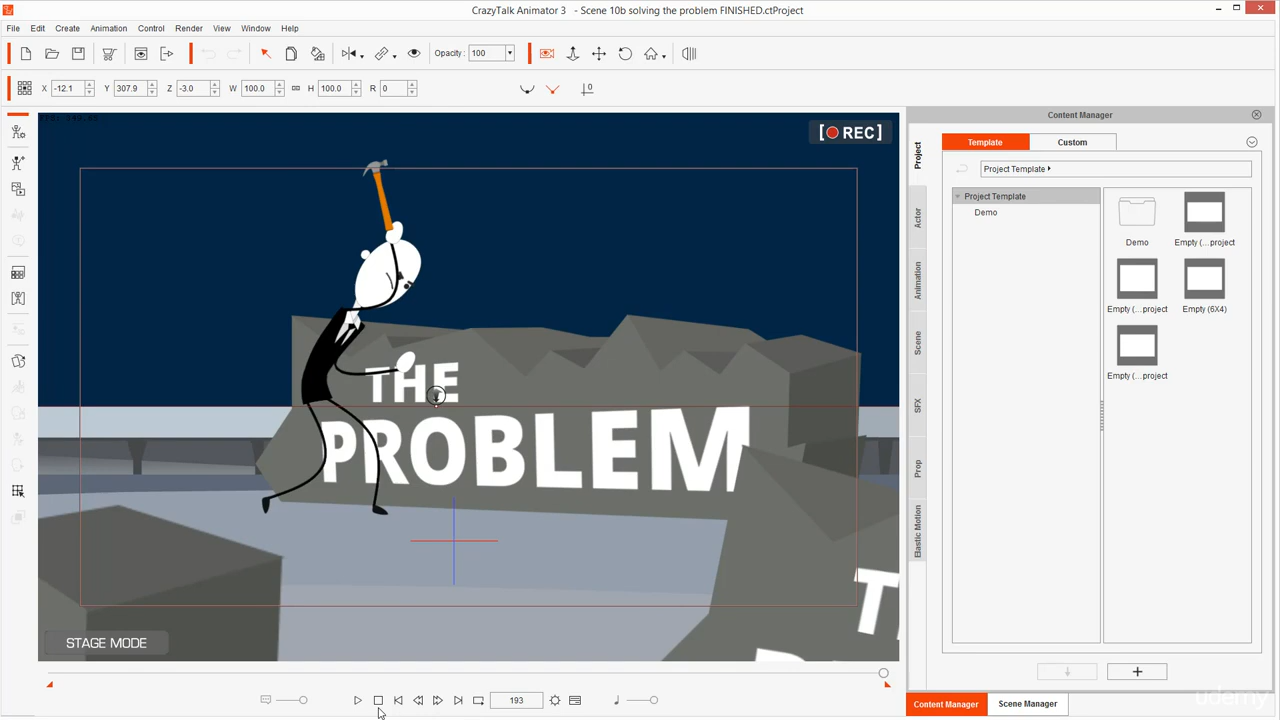 CrazyTalk Animator 3 - Scene 10b solving the problem FINISHED.ctProject
File Edit Create Animation Control Render View Window Help
Opacity : 100
X -12.1 Y 307.9 Z -3.0 W 100.0 H 100.0 R 0
[ REC ]
Content Manager
Template Custom
Project Template
Project Template
Demo
Demo
Empty (...project
Empty (...project
Empty (6X4)
Empty (...project
Project
Actor
Animation
Scene
SFX
Prop
Elastic Motion
THE
PROBLEM
STAGE MODE
193
Content Manager Scene Manager
udemy